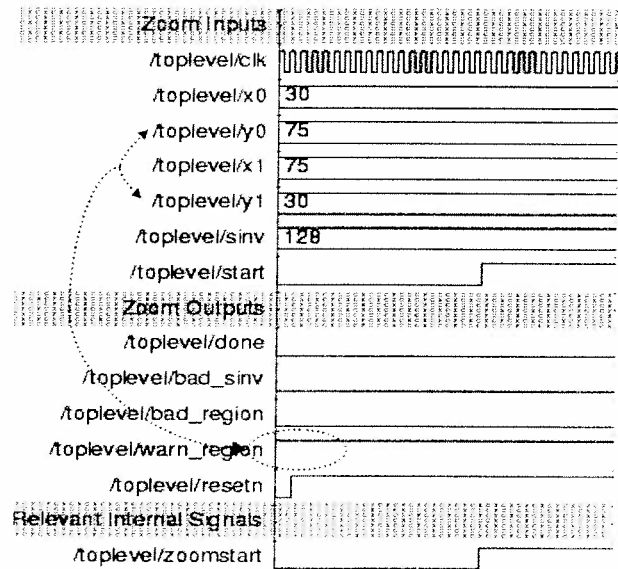 Zoom Inputs
/toplevel/clk
/toplevel/x0 30
/toplevel/y0 75
/toplevel/x1 75
/toplevel/y1 30
/toplevel/sinv 128
/toplevel/start
Zoom Outputs
/toplevel/done
/toplevel/bad_sinv
/toplevel/bad_region
/toplevel/warn_region
/toplevel/resetn
Relevant Internal Signals
/toplevel/zoomstart